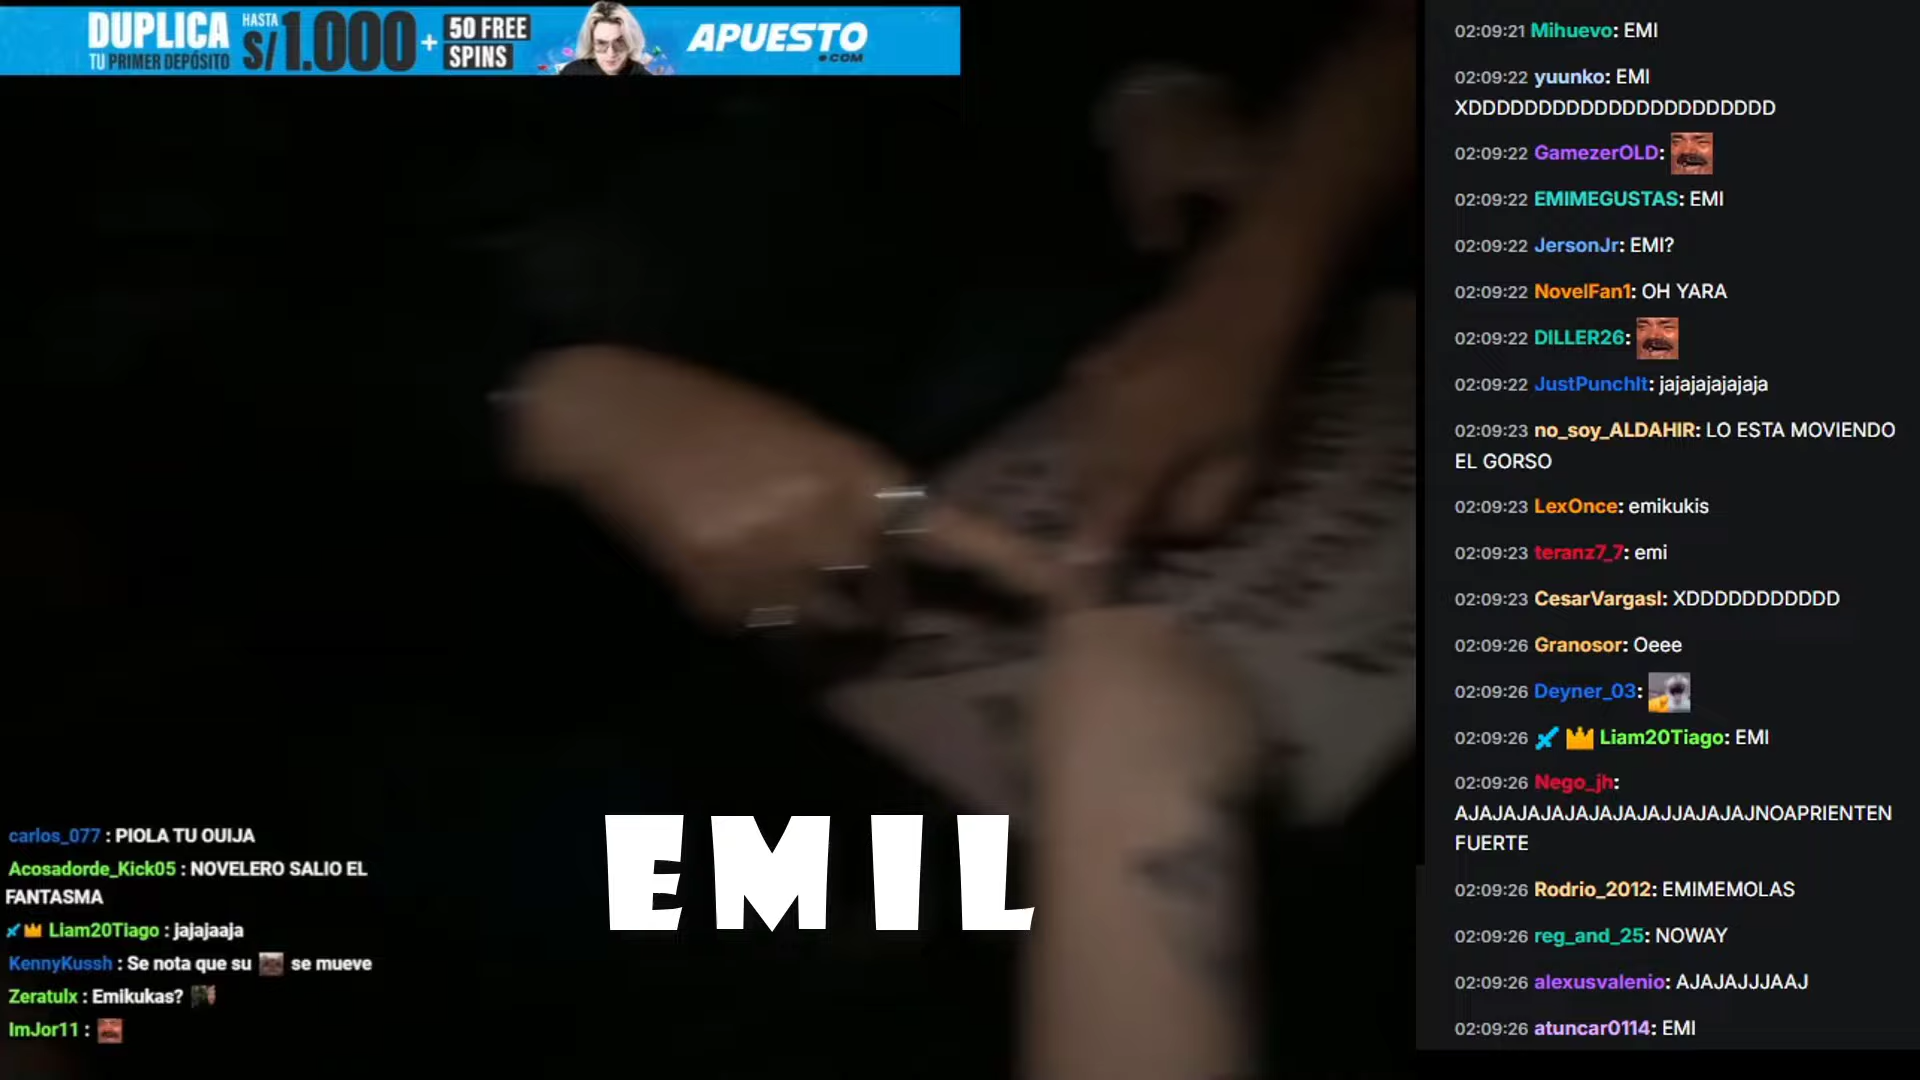 DUPLICA
TU PRIMER DEPÓSITO
HASTA
S/1.000
+
50 FREE
SPINS
APUESTO
.COM
02:09:21 Mihuevo: EMI
02:09:22 yuunko: EMI
XDDDDDDDDDDDDDDDDDDDDDD
02:09:22 GamezerOLD:
02:09:22 EMIMEGUSTAS: EMI
02:09:22 JersonJr: EMI?
02:09:22 NovelFan1: OH YARA
02:09:22 DILLER26:
02:09:22 JustPunchIt: jajajajajajaja
02:09:23 no_soy_ALDAHIR: LO ESTA MOVIENDO
EL GORSO
02:09:23 LexOnce: emikukis
02:09:23 teranz7_7: emi
02:09:23 CesarVargasI: XDDDDDDDDDDD
02:09:26 Granosor: Oeee
02:09:26 Deyner_03:
02:09:26 Liam20Tiago: EMI
02:09:26 Nego_jh:
AJAJAJAJAJAJAJAJAJJAJAJAJNOAPRIENTEN
FUERTE
02:09:26 Rodrio_2012: EMIMEMOLAS
02:09:26 reg_and_25: NOWAY
02:09:26 alexusvalenio: AJAJAJJJAAJ
02:09:26 atuncar0114: EMI
carlos_077 : PIOLA TU OUIJA
Acosadorde_Kick05 : NOVELERO SALIO EL
FANTASMA
Liam20Tiago : jajajaaja
KennyKussh : Se nota que su se mueve
Zeratulx : Emikukas?
ImJor11 :
EMIL